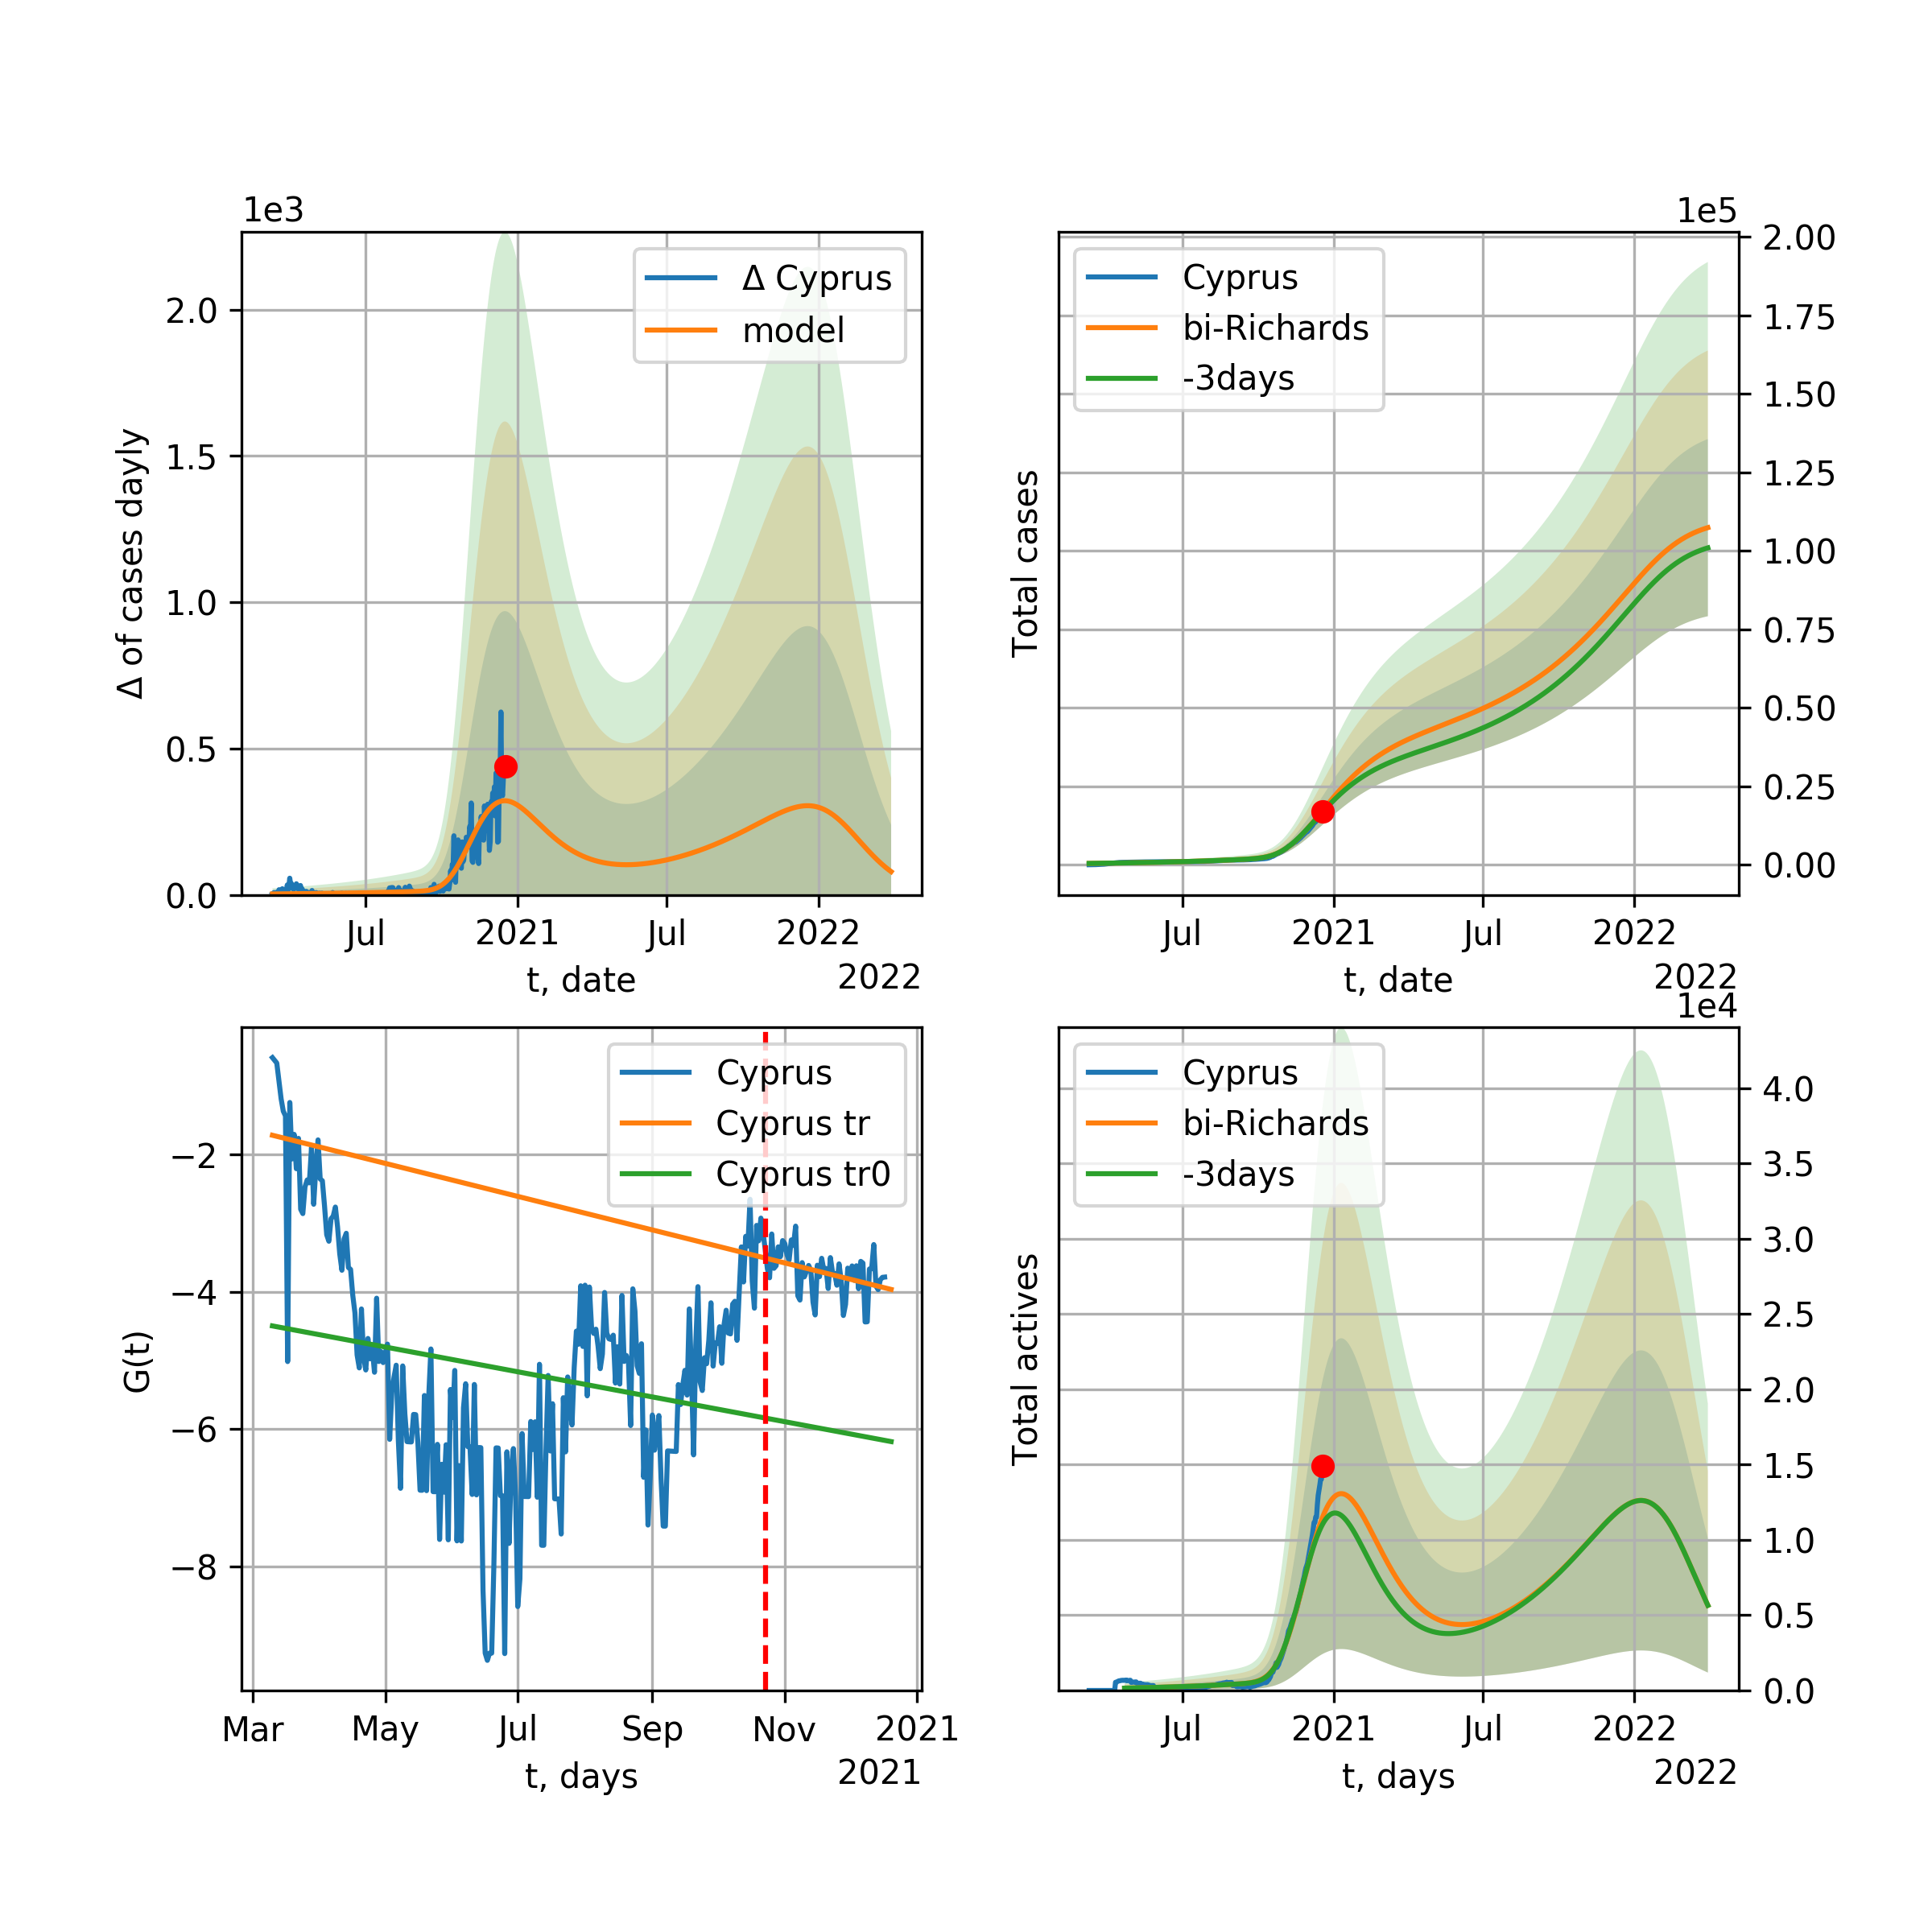 1e3
Δ of cases dayly
2.0
1.5
1.0
0.5
0.0
Δ Cyprus
model
Jul
2021
Jul
2022
t, date
2022
1e5
Total cases
Cyprus
bi-Richards
-3days
2.00
1.75
1.50
1.25
1.00
0.75
0.50
0.25
0.00
Jul
2021
Jul
2022
t, date
2022
G(t)
−2
−4
−6
−8
Cyprus
Cyprus tr
Cyprus tr0
Mar
May
Jul
Sep
Nov
2021
t, days
2021
1e4
Total actives
Cyprus
bi-Richards
-3days
4.0
3.5
3.0
2.5
2.0
1.5
1.0
0.5
0.0
Jul
2021
Jul
2022
t, days
2022